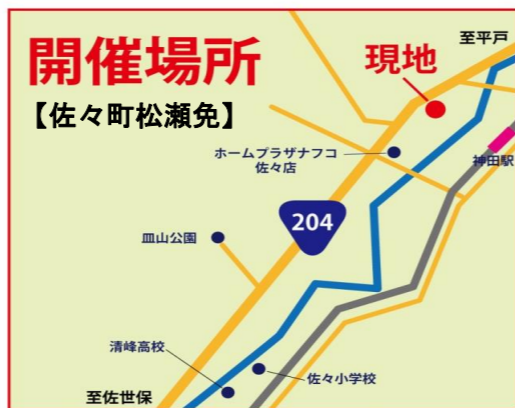 開催場所
【佐々町松瀬免】
至平戸
現地
ホームプラザナフコ
佐々店
神田駅
204
皿山公園
清峰高校
佐々小学校
至佐世保